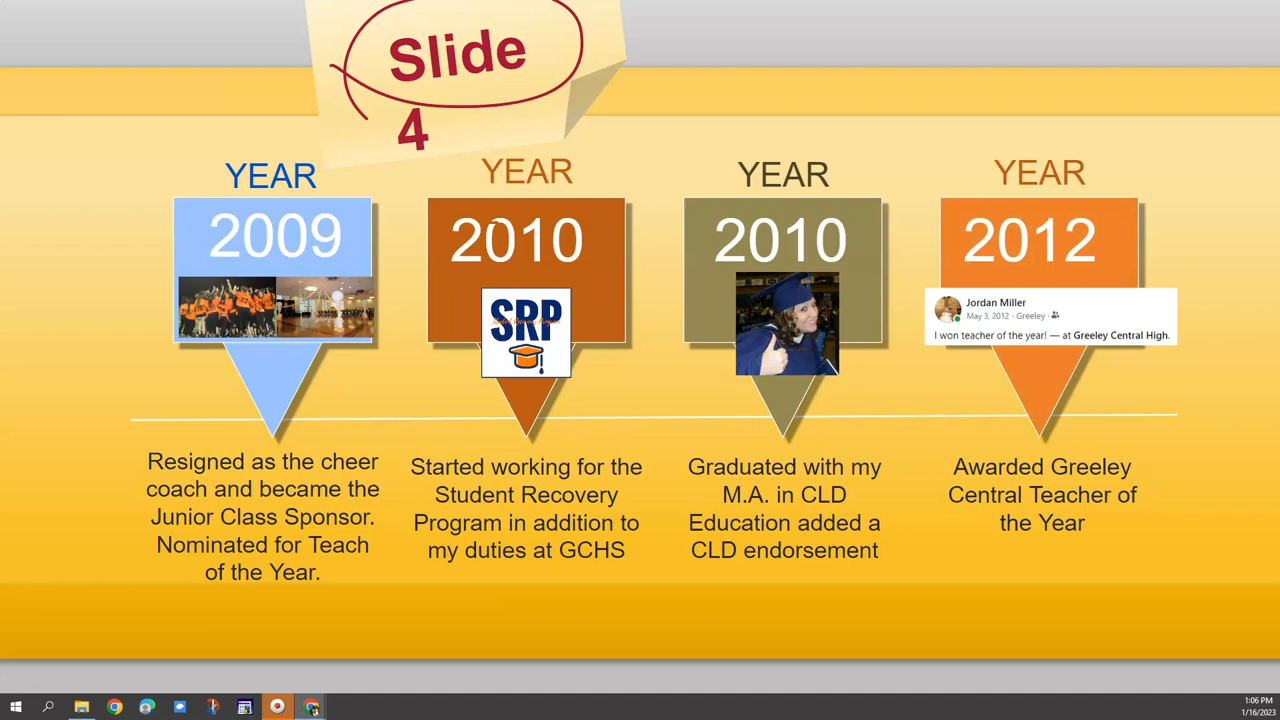 Slide
4
YEAR
2009
Resigned as the cheer
coach and became the
Junior Class Sponsor.
Nominated for Teach
of the Year.
YEAR
2010
SRP
Started working for the
Student Recovery
Program in addition to
my duties at GCHS
YEAR
2010
Graduated with my
M.A. in CLD
Education added a
CLD endorsement
YEAR
2012
Jordan Miller
May 3, 2012 · Greeley ·
I won teacher of the year! — at Greeley Central High.
Awarded Greeley
Central Teacher of
the Year
1:06 PM
1/16/2023